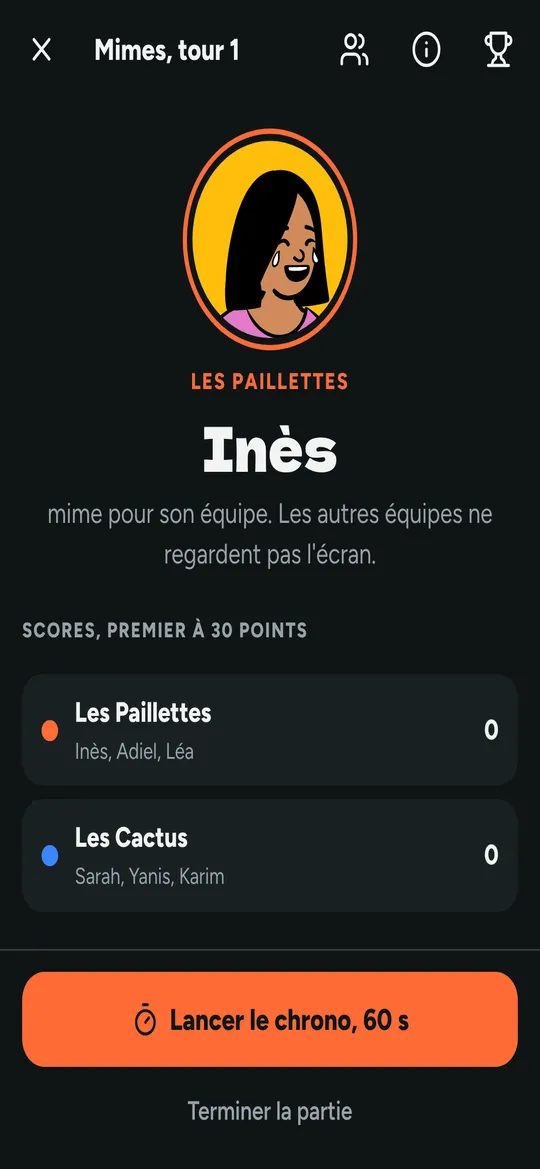 Mimes, tour 1
LES PAILLETTES
Inès
mime pour son équipe. Les autres équipes ne
regardent pas l'écran.
SCORES, PREMIER À 30 POINTS
Les Paillettes
Inès, Adiel, Léa
0
Les Cactus
Sarah, Yanis, Karim
0
Lancer le chrono, 60 s
Terminer la partie